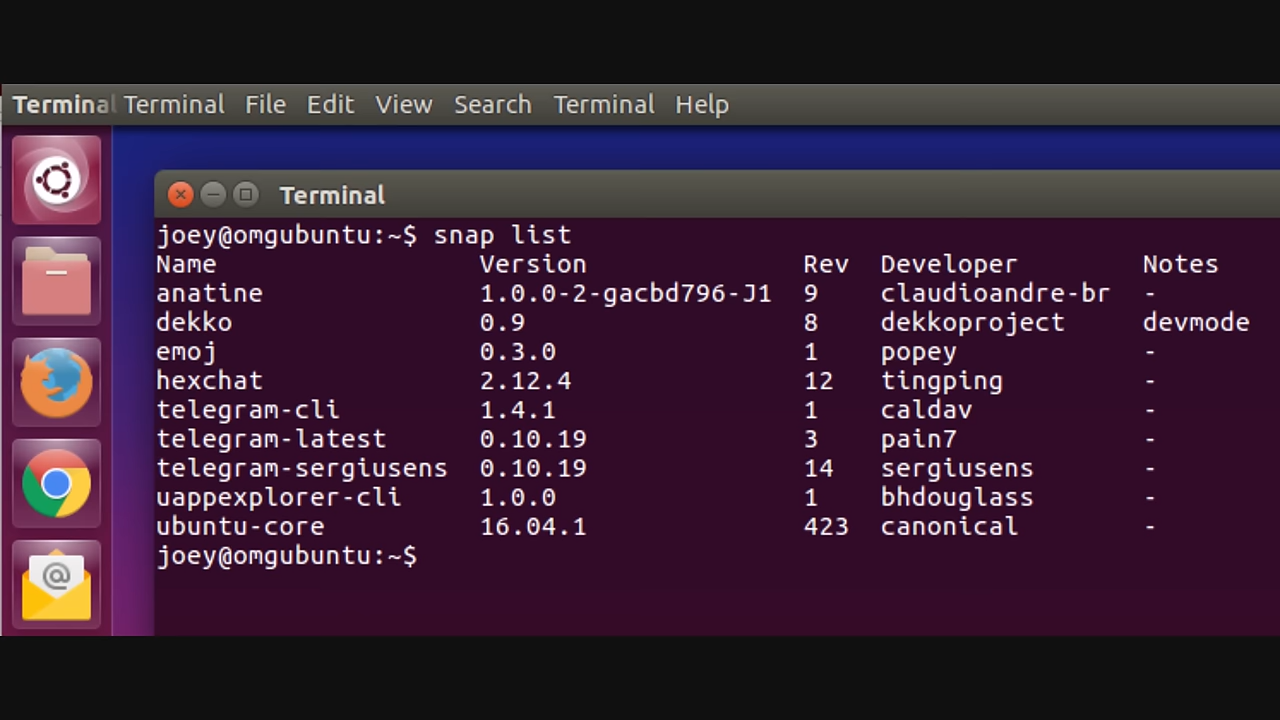 Terminal Terminal File Edit View Search Terminal Help
Terminal
joey@omgubuntu:~$ snap list
Name Version Rev Developer Notes
anatine 1.0.0-2-gacbd796-J1 9 claudioandre-br -
dekko 0.9 8 dekkoproject devmode
emoj 0.3.0 1 popey -
hexchat 2.12.4 12 tingping -
telegram-cli 1.4.1 1 caldav -
telegram-latest 0.10.19 3 pain7 -
telegram-sergiusens 0.10.19 14 sergiusens -
uappexplorer-cli 1.0.0 1 bhdouglass -
ubuntu-core 16.04.1 423 canonical -
joey@omgubuntu:~$